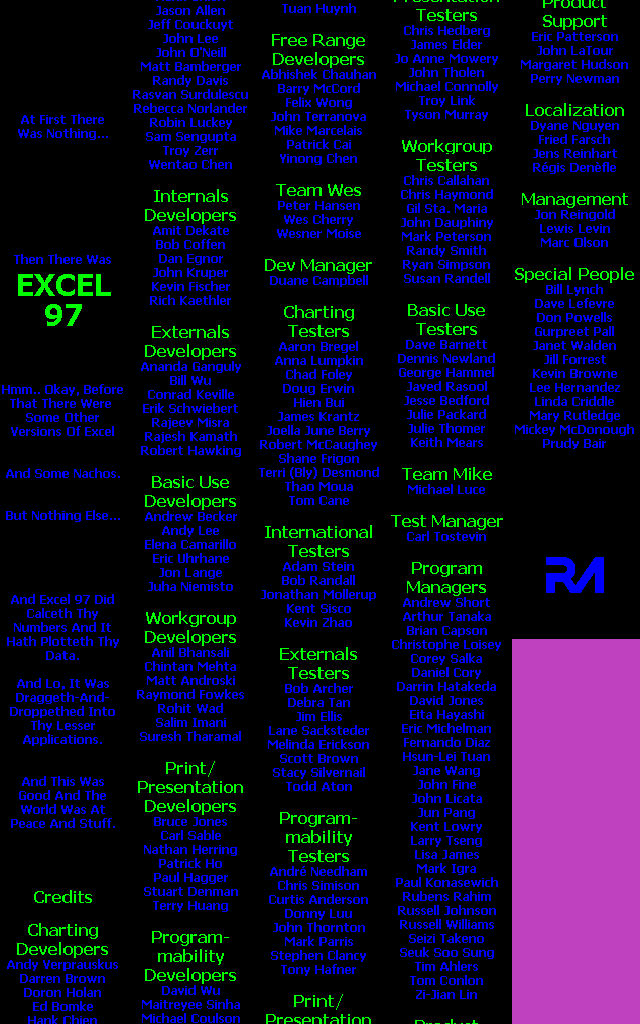 At First There
Was Nothing...
Then There Was
EXCEL
97
Hmm.. Okay, Before
That There Were
Some Other
Versions Of Excel
And Some Nachos.
But Nothing Else...
And Excel 97 Did
Calceth Thy
Numbers And It
Hath Plotteth Thy
Data.
And Lo, It Was
Draggeth-And-
Droppethed Into
Thy Lesser
Applications.
And This Was
Good And The
World Was At
Peace And Stuff.
Credits
Charting
Developers
Andy Verprauskus
Darren Brown
Doron Holan
Ed Bomke
Hank Chien
Jason Allen
Jeff Couckuyt
John Lee
John O'Neill
Matt Bamberger
Randy Davis
Rasvan Surdulescu
Rebecca Norlander
Robin Luckey
Sam Sengupta
Troy Zerr
Wentao Chen
Internals
Developers
Amit Dekate
Bob Coffen
Dan Egnor
John Kruper
Kevin Fischer
Rich Kaethler
Externals
Developers
Ananda Ganguly
Bill Wu
Conrad Keville
Erik Schwiebert
Rajeev Misra
Rajesh Kamath
Robert Hawking
Basic Use
Developers
Andrew Becker
Andy Lee
Elena Camarillo
Eric Uhrhane
Jon Lange
Juha Niemisto
Workgroup
Developers
Anil Bhansali
Chintan Mehta
Matt Androski
Raymond Fowkes
Rohit Wad
Salim Imani
Suresh Tharamal
Print/
Presentation
Developers
Bruce Jones
Carl Sable
Nathan Herring
Patrick Ho
Paul Hagger
Stuart Denman
Terry Huang
Program-
mability
Developers
David Wu
Maitreyee Sinha
Michael Coulson
Tuan Huynh
Free Range
Developers
Abhishek Chauhan
Barry McCord
Felix Wong
John Terranova
Mike Marcelais
Patrick Cai
Yinong Chen
Team Wes
Peter Hansen
Wes Cherry
Wesner Moise
Dev Manager
Duane Campbell
Charting
Testers
Aaron Bregel
Anna Lumpkin
Chad Foley
Doug Erwin
Hien Bui
James Krantz
Joella June Berry
Robert McCaughey
Shane Frigon
Terri (Bly) Desmond
Thao Moua
Tom Cane
International
Testers
Adam Stein
Bob Randall
Jonathan Mollerup
Kent Sisco
Kevin Zhao
Externals
Testers
Bob Archer
Debra Tan
Jim Ellis
Lane Sacksteder
Melinda Erickson
Scott Brown
Stacy Silvernail
Todd Aton
Program-
mability
Testers
André Needham
Chris Simison
Curtis Anderson
Donny Luu
John Thornton
Mark Parris
Stephen Clancy
Tony Hafner
Print/
Presentation
Testers
Chris Hedberg
James Elder
Jo Anne Mowery
John Tholen
Michael Connolly
Troy Link
Tyson Murray
Workgroup
Testers
Chris Callahan
Chris Haymond
Gil Sta. Maria
John Dauphiny
Mark Peterson
Randy Smith
Ryan Simpson
Susan Randell
Basic Use
Testers
Dave Barnett
Dennis Newland
George Hammel
Javed Rasool
Jesse Bedford
Julie Packard
Julie Thomer
Keith Mears
Team Mike
Michael Luce
Test Manager
Carl Tostevin
Program
Managers
Andrew Short
Arthur Tanaka
Brian Capson
Christophe Loisey
Corey Salka
Daniel Cory
Darrin Hatakeda
David Jones
Eita Hayashi
Eric Michelman
Fernando Diaz
Hsun-Lei Tuan
Jane Wang
John Fine
John Licata
Jun Pang
Kent Lowry
Larry Tseng
Lisa James
Mark Igra
Paul Konasewich
Rubens Rahim
Russell Johnson
Russell Williams
Seizi Takeno
Seuk Soo Sung
Tim Ahlers
Tom Conlon
Zi-Jian Lin
Product
Support
Eric Patterson
John LaTour
Margaret Hudson
Perry Newman
Localization
Dyane Nguyen
Fried Farsch
Jens Reinhart
Régis Deniéfle
Management
Jon Reingold
Lewis Levin
Marc Olson
Special People
Bill Lynch
Dave Lefevre
Don Powells
Gurpreet Pall
Janet Walden
Jill Forrest
Kevin Browne
Lee Hernandez
Linda Criddle
Mary Rutledge
Mickey McDonough
Prudy Bair
RM